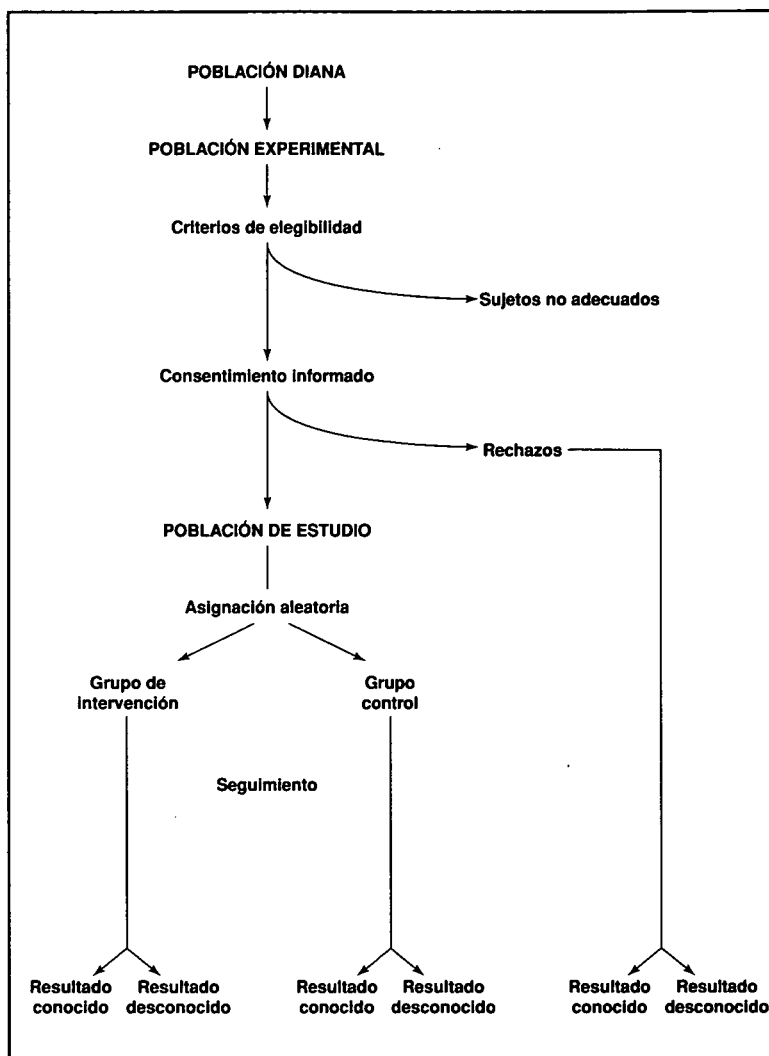 POBLACIÓN DIANA
POBLACIÓN EXPERIMENTAL
Criterios de elegibilidad
Sujetos no adecuados
Consentimiento informado
Rechazos
POBLACIÓN DE ESTUDIO
Asignación aleatoria
Grupo de
intervención
Grupo
control
Seguimiento
Resultado
conocido
Resultado
desconocido
Resultado
conocido
Resultado
desconocido
Resultado
conocido
Resultado
desconocido